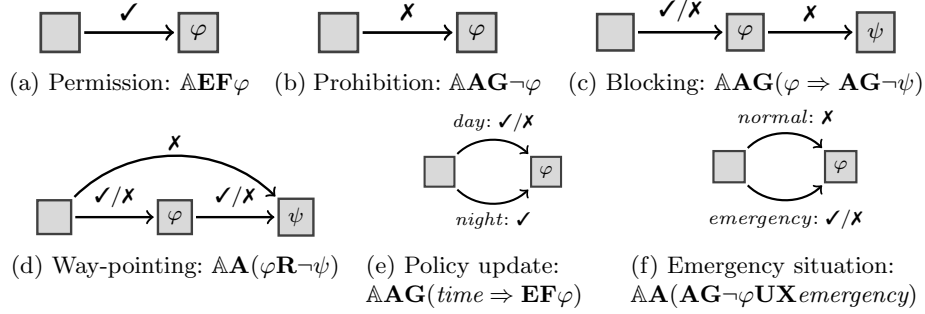 ✓ ✗ ✓/✗ ✗
φ φ φ ψ
(a) Permission: 𝔸𝐄𝐅φ (b) Prohibition: 𝔸𝐀𝐆¬φ (c) Blocking: 𝔸𝐀𝐆(φ ⇒ 𝐀𝐆¬ψ)
✗
✓/✗ ✓/✗
φ ψ
(d) Way-pointing: 𝔸𝐀(φ𝐑¬ψ)
day: ✓/✗
φ
night: ✓
(e) Policy update:
𝔸𝐀𝐆(time ⇒ 𝐄𝐅φ)
normal: ✗
φ
emergency: ✓/✗
(f) Emergency situation:
𝔸𝐀(𝐀𝐆¬φ𝐔𝐗emergency)